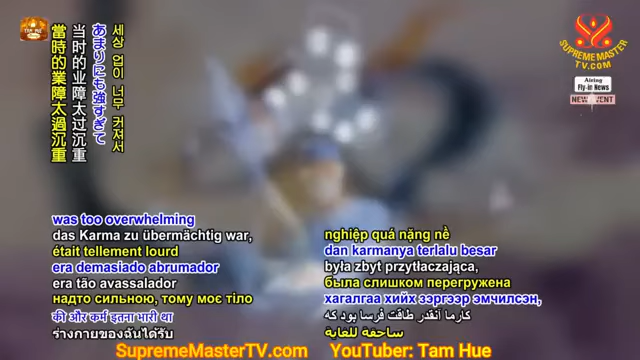 SUPREME MASTER
TV.COM
Airing
Fly-in News
NEW EVENT
세상 업이 너무 커져서
あまりにも強すぎて
当时的业障太过沉重
當時的業障太過沉重
was too overwhelming
das Karma zu übermächtig war,
était tellement lourd
era demasiado abrumador
era tão avassalador
надто сильною, тому моє тіло
की और कर्म इतना भारी था
ร่างกายของฉันได้รับ
nghiệp quá nặng nề
dan karmanya terlalu besar
była zbyt przytłaczająca,
была слишком перегружена
хагалгаа хийх зэргээр эмчилсэн,
کارما آنقدر طاقت فرسا بود که
ساحقة للغاية
SupremeMasterTV.com
YouTuber: Tam Hue